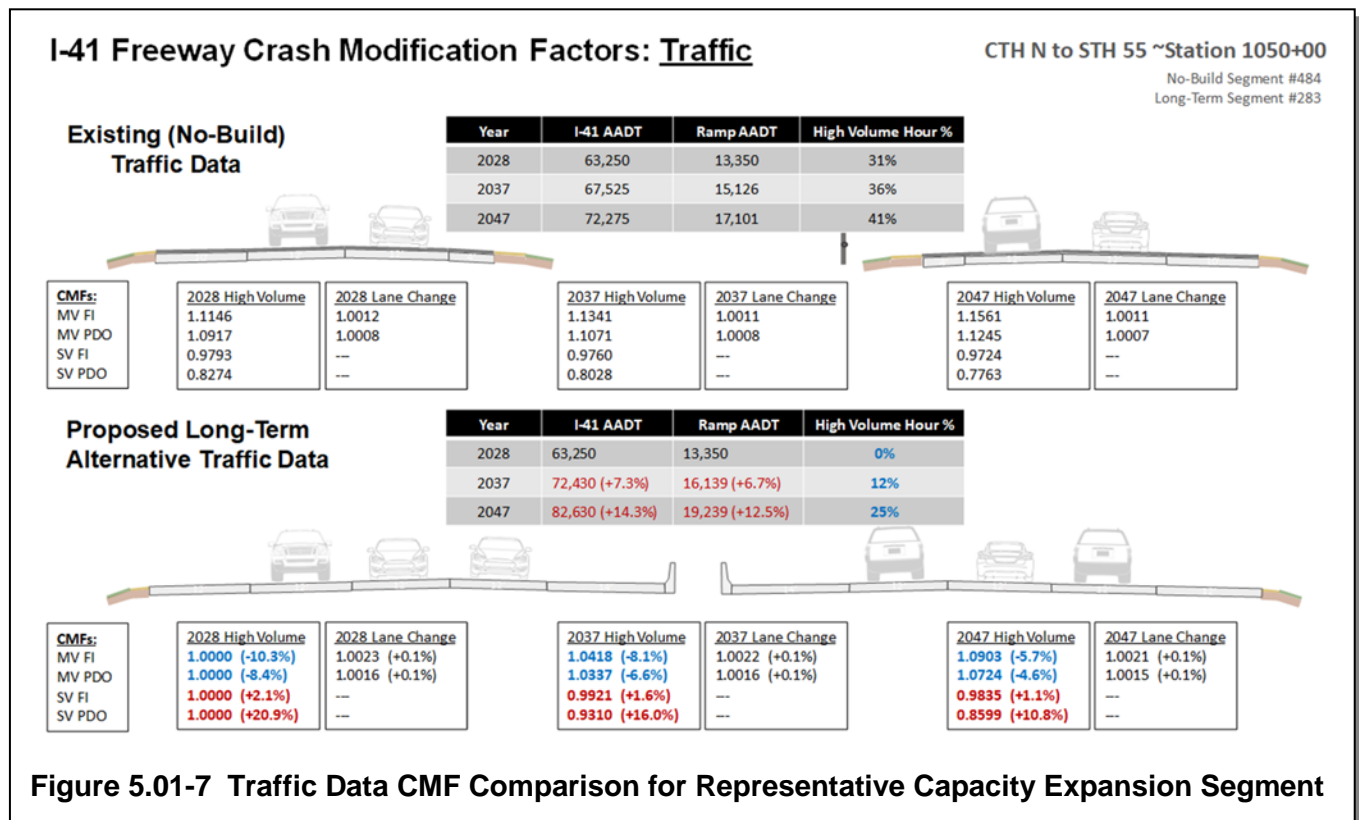 I-41 Freeway Crash Modification Factors: Traffic
CTH N to STH 55 ~Station 1050+00
No-Build Segment #484
Long-Term Segment #283
Existing (No-Build)
Traffic Data
Year I-41 AADT Ramp AADT High Volume Hour %
2028 63,250 13,350 31%
2037 67,525 15,126 36%
2047 72,275 17,101 41%
CMFs: 2028 High Volume 2028 Lane Change 2037 High Volume 2037 Lane Change 2047 High Volume 2047 Lane Change
MV FI 1.1146 1.0012 1.1341 1.0011 1.1561 1.0011
MV PDO 1.0917 1.0008 1.1071 1.0008 1.1245 1.0007
SV FI 0.9793 --- 0.9760 --- 0.9724 ---
SV PDO 0.8274 --- 0.8028 --- 0.7763 ---
Proposed Long-Term
Alternative Traffic Data
Year I-41 AADT Ramp AADT High Volume Hour %
2028 63,250 13,350 0%
2037 72,430 (+7.3%) 16,139 (+6.7%) 12%
2047 82,630 (+14.3%) 19,239 (+12.5%) 25%
CMFs: 2028 High Volume 2028 Lane Change 2037 High Volume 2037 Lane Change 2047 High Volume 2047 Lane Change
MV FI 1.0000 (-10.3%) 1.0023 (+0.1%) 1.0418 (-8.1%) 1.0022 (+0.1%) 1.0903 (-5.7%) 1.0021 (+0.1%)
MV PDO 1.0000 (-8.4%) 1.0016 (+0.1%) 1.0337 (-6.6%) 1.0016 (+0.1%) 1.0724 (-4.6%) 1.0015 (+0.1%)
SV FI 1.0000 (+2.1%) --- 0.9921 (+1.6%) --- 0.9835 (+1.1%) ---
SV PDO 1.0000 (+20.9%) --- 0.9310 (+16.0%) --- 0.8599 (+10.8%) ---
Figure 5.01-7 Traffic Data CMF Comparison for Representative Capacity Expansion Segment